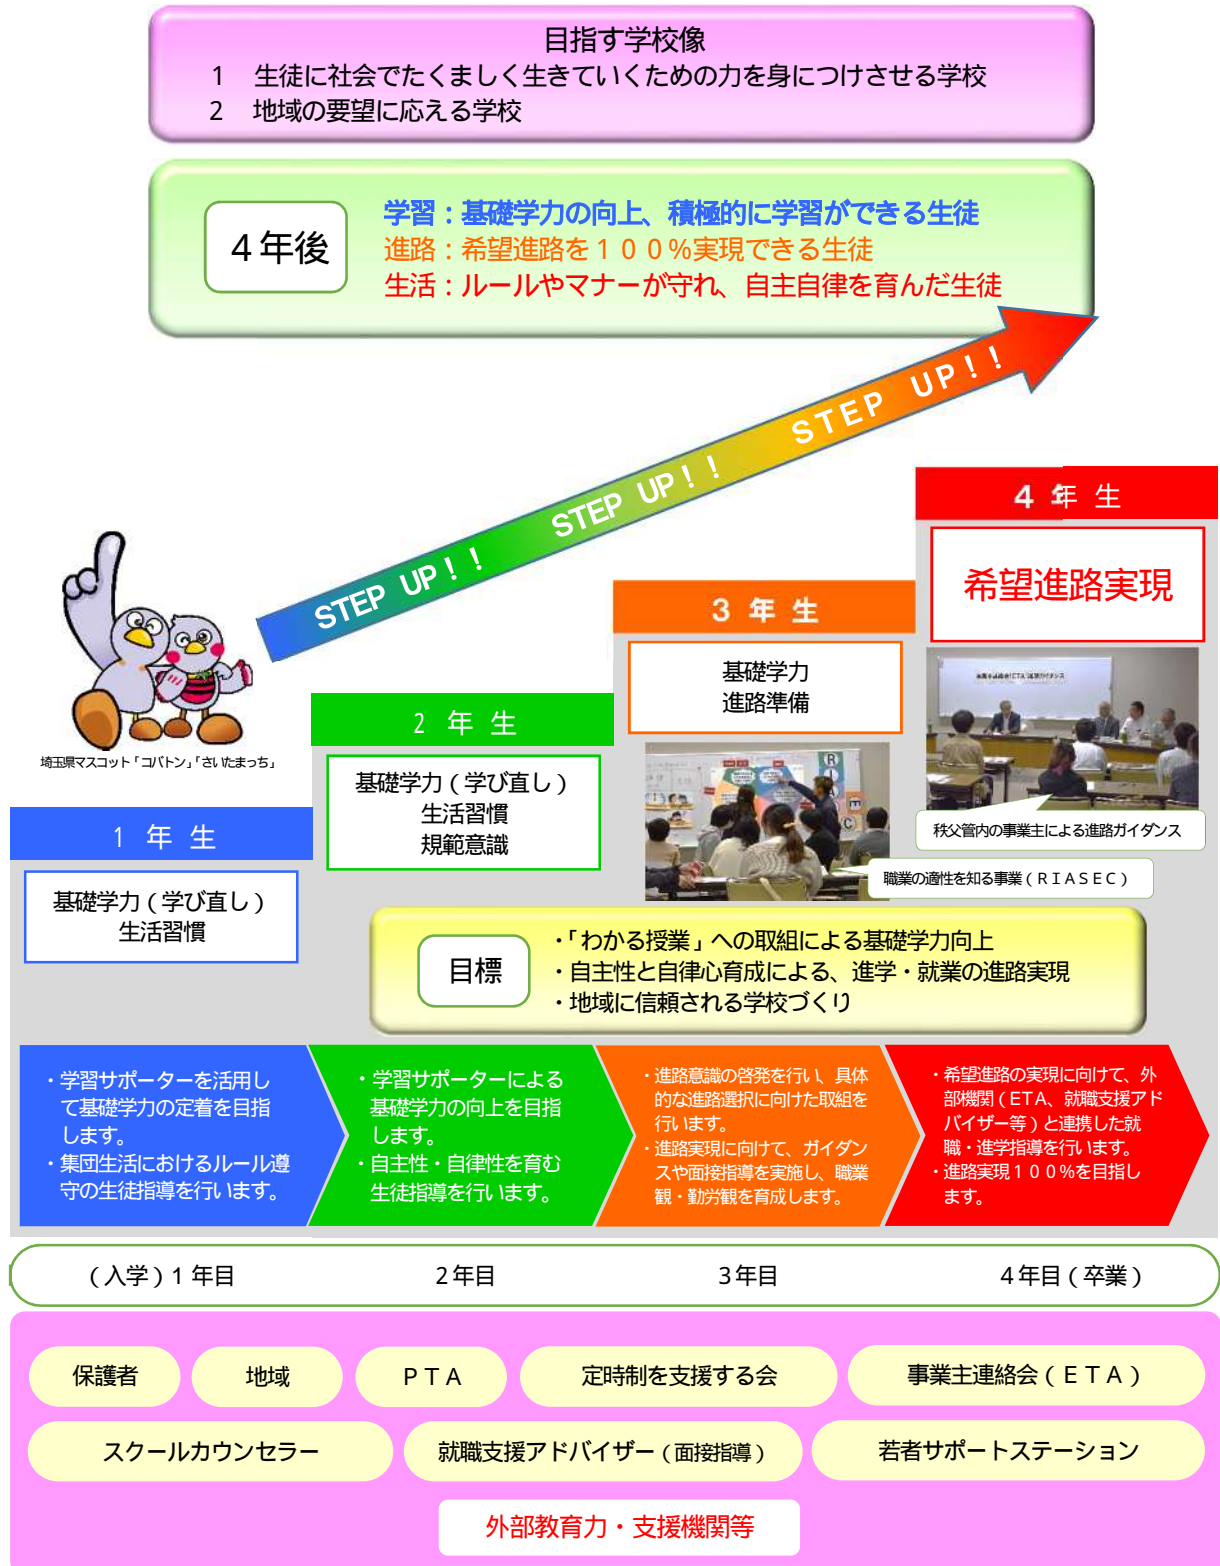 目指す学校像
1 生徒に社会でたくましく生きていくための力を身につけさせる学校
2 地域の要望に応える学校
４年後
学習：基礎学力の向上、積極的に学習ができる生徒
進路：希望進路を１００％実現できる生徒
生活：ルールやマナーが守れ、自主自律を育んだ生徒
STEP UP！！ STEP UP！！ STEP UP！！
埼玉県マスコット「コバトン」「さいたまっち」
4 年 生
希望進路実現
3 年 生
基礎学力
進路準備
2 年 生
基礎学力（学び直し）
生活習慣
規範意識
1 年 生
基礎学力（学び直し）
生活習慣
R
I
A
E
C
秩父管内の事業主による進路ガイダンス
職業の適性を知る事業（ＲＩＡＳＥＣ）
目標
・「わかる授業」への取組による基礎学力向上
・自主性と自律心育成による、進学・就業の進路実現
・地域に信頼される学校づくり
・学習サポーターを活用し
て基礎学力の定着を目指
します。
・集団生活におけるルール遵
守の生徒指導を行います。
・学習サポーターによる
基礎学力の向上を目指
します。
・自主性・自律性を育む
生徒指導を行います。
・進路意識の啓発を行い、具体
的な進路選択に向けた取組を
行います。
・進路実現に向けて、ガイダン
スや面接指導を実施し、職業
観・勤労観を育成します。
・希望進路の実現に向けて、外
部機関（ＥＴＡ、就職支援アド
バイザー等）と連携した就
職・進学指導を行います。
・進路実現１００％を目指し
ます。
（入学）1 年目
2年目
3年目
4年目（卒業）
保護者
地域
ＰＴＡ
定時制を支援する会
事業主連絡会（ＥＴＡ）
スクールカウンセラー
就職支援アドバイザー（面接指導）
若者サポートステーション
外部教育力・支援機関等